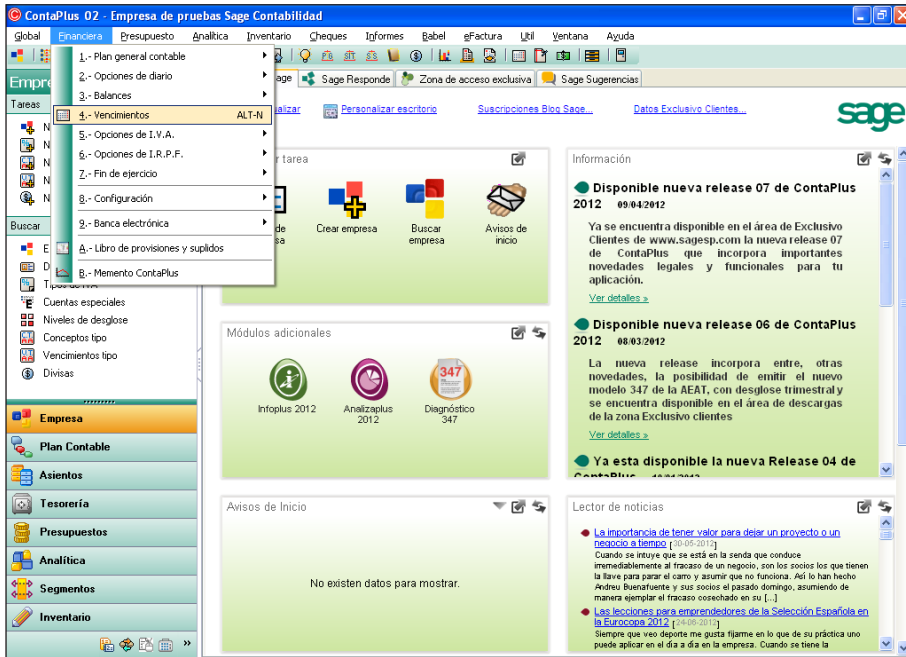 ContaPlus 02 - Empresa de pruebas Sage Contabilidad
Global Financiera Presupuesto Analítica Inventario Cheques Informes Babel eFactura Útil Ventana Ayuda
Sage Responde Zona de acceso exclusiva Sage Sugerencias
Personalizar escritorio Suscripciones Blog Sage... Datos Exclusivo Clientes...
sage
Tareas
1.- Plan general contable
2.- Opciones de diario
3.- Balances
4.- Vencimientos ALT-N
5.- Opciones de I.V.A.
6.- Opciones de I.R.P.F.
7.- Fin de ejercicio
8.- Configuración
9.- Banca electrónica
A.- Libro de provisiones y suplidos
B.- Memento ContaPlus
Buscar
Cuentas especiales
Niveles de desglose
Conceptos tipo
Vencimientos tipo
Divisas
Empresa
Plan Contable
Asientos
Tesorería
Presupuestos
Analítica
Segmentos
Inventario
»
tarea
Crear empresa
Buscar
empresa
Avisos de
inicio
Módulos adicionales
347
Infoplus 2012
Analizaplus
2012
Diagnóstico
347
Avisos de Inicio
No existen datos para mostrar.
Información
Disponible nueva release 07 de ContaPlus
2012 09/04/2012
Ya se encuentra disponible en el área de Exclusivo
Clientes de www.sagesp.com la nueva release 07
de ContaPlus que incorpora importantes
novedades legales y funcionales para tu
aplicación.
Ver detalles »
Disponible nueva release 06 de ContaPlus
2012 08/03/2012
La nueva release incorpora entre, otras
novedades, la posibilidad de emitir el nuevo
modelo 347 de la AEAT, con desglose trimestral y
se encuentra disponible en el área de descargas
de la zona Exclusivo clientes
Ver detalles »
Ya esta disponible la nueva Release 04 de
Lector de noticias
La importancia de tener valor para dejar un proyecto o un
negocio a tiempo [30-05-2012]
Cuando se intuye que se está en la senda que conduce
irremediablemente al fracaso de un negocio, son los socios los que tienen
la llave para parar el carro y asumir que no funciona. Así lo han hecho
Andreu Buenafuente y sus socios el pasado domingo, asumiendo de
manera ejemplar el fracaso cosechado en su [...]
Las lecciones para emprendedores de la Selección Española en
la Eurocopa 2012 [24-06-2012]
Siempre que veo deporte me gusta fijarme en lo que de su práctica uno
puede aplicar en el día a día en la empresa. Cuando se tiene la